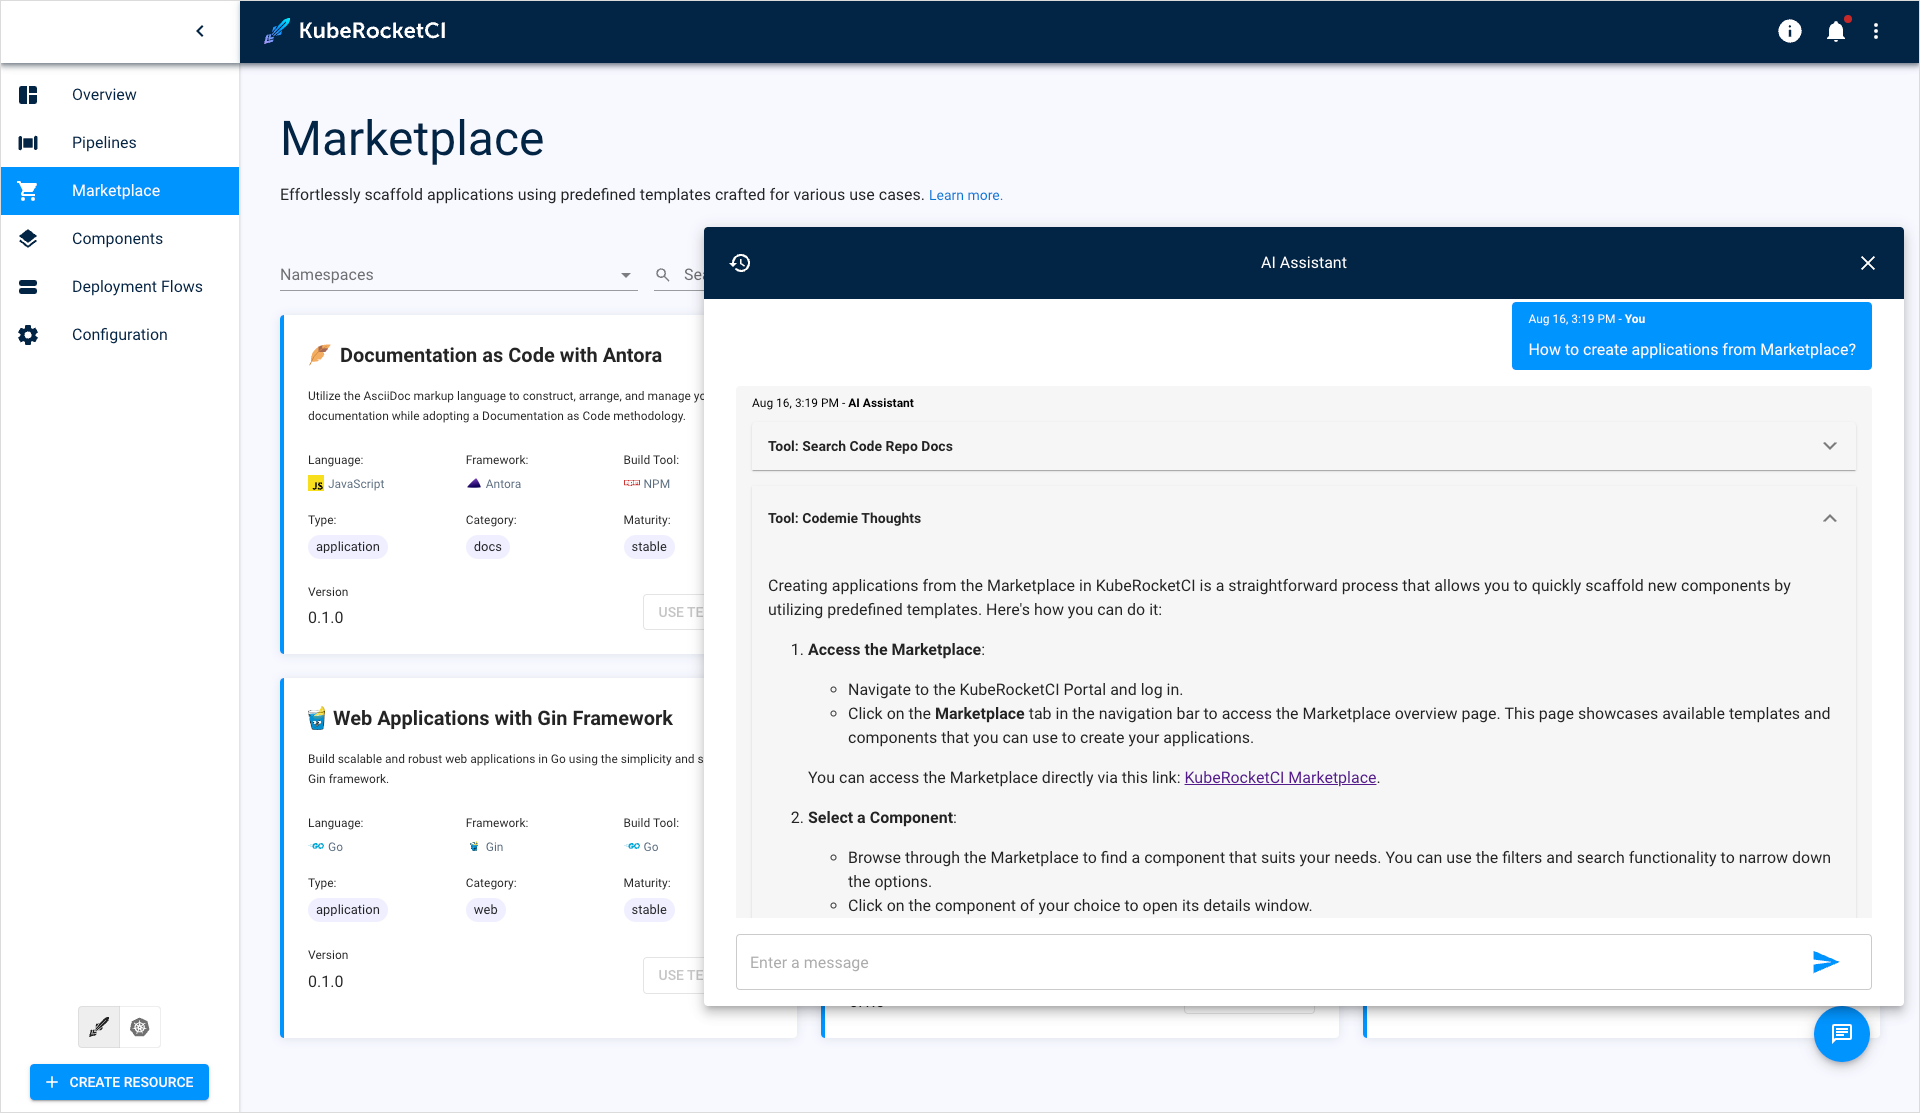 KubeRocketCI
Overview
Pipelines
Marketplace
Components
Deployment Flows
Configuration
CREATE RESOURCE
Marketplace
Effortlessly scaffold applications using predefined templates crafted for various use cases. Learn more.
Namespaces
Documentation as Code with Antora
Utilize the AsciiDoc markup language to construct, arrange, and manage
documentation while adopting a Documentation as Code methodology.
Language: Framework: Build Tool:
JS JavaScript Antora NPM
Type: Category: Maturity:
application docs stable
Version
0.1.0
USE
Web Applications with Gin Framework
Build scalable and robust web applications in Go using the simplicity and
Gin framework.
Language: Framework: Build Tool:
Go Gin Go
Type: Category: Maturity:
application web stable
Version
0.1.0
USE
AI Assistant
Aug 16, 3:19 PM - You
How to create applications from Marketplace?
Aug 16, 3:19 PM - AI Assistant
Tool: Search Code Repo Docs
Tool: Codemie Thoughts
Creating applications from the Marketplace in KubeRocketCI is a straightforward process that allows you to quickly scaffold new components by
utilizing predefined templates. Here's how you can do it:
1. Access the Marketplace:
Navigate to the KubeRocketCI Portal and log in.
Click on the Marketplace tab in the navigation bar to access the Marketplace overview page. This page showcases available templates and
components that you can use to create your applications.
You can access the Marketplace directly via this link: KubeRocketCI Marketplace.
2. Select a Component:
Browse through the Marketplace to find a component that suits your needs. You can use the filters and search functionality to narrow down
the options.
Click on the component of your choice to open its details window.
Enter a message